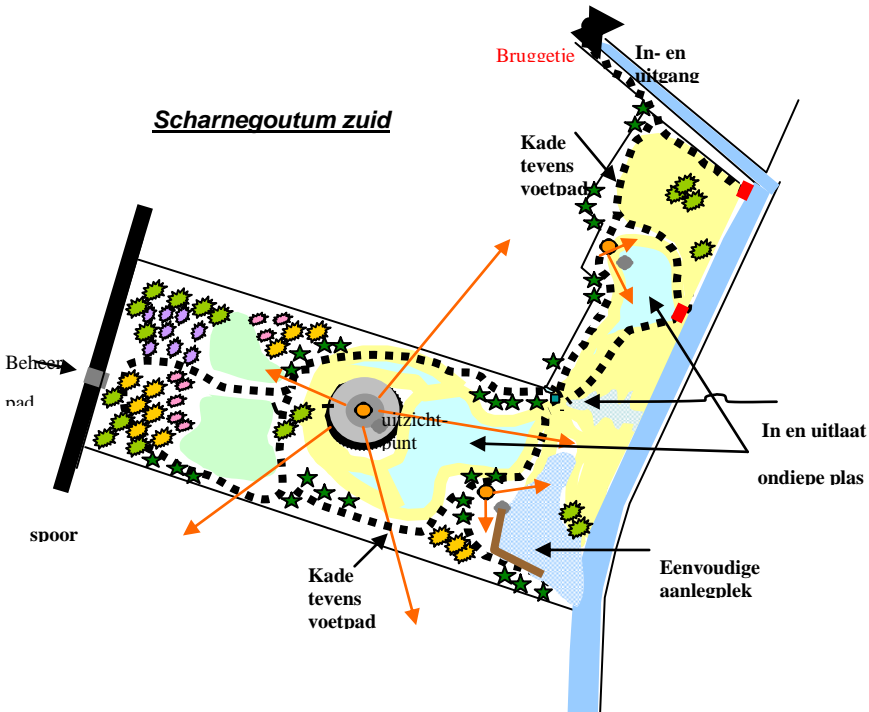 Bruggetje
In- en
uitgang
Scharnegoutum zuid
Kade
tevens
voetpad
Beheer
pad
uitzicht-
punt
In en uitlaat
ondiepe plas
spoor
Kade
tevens
voetpad
Eenvoudige
aanlegplek